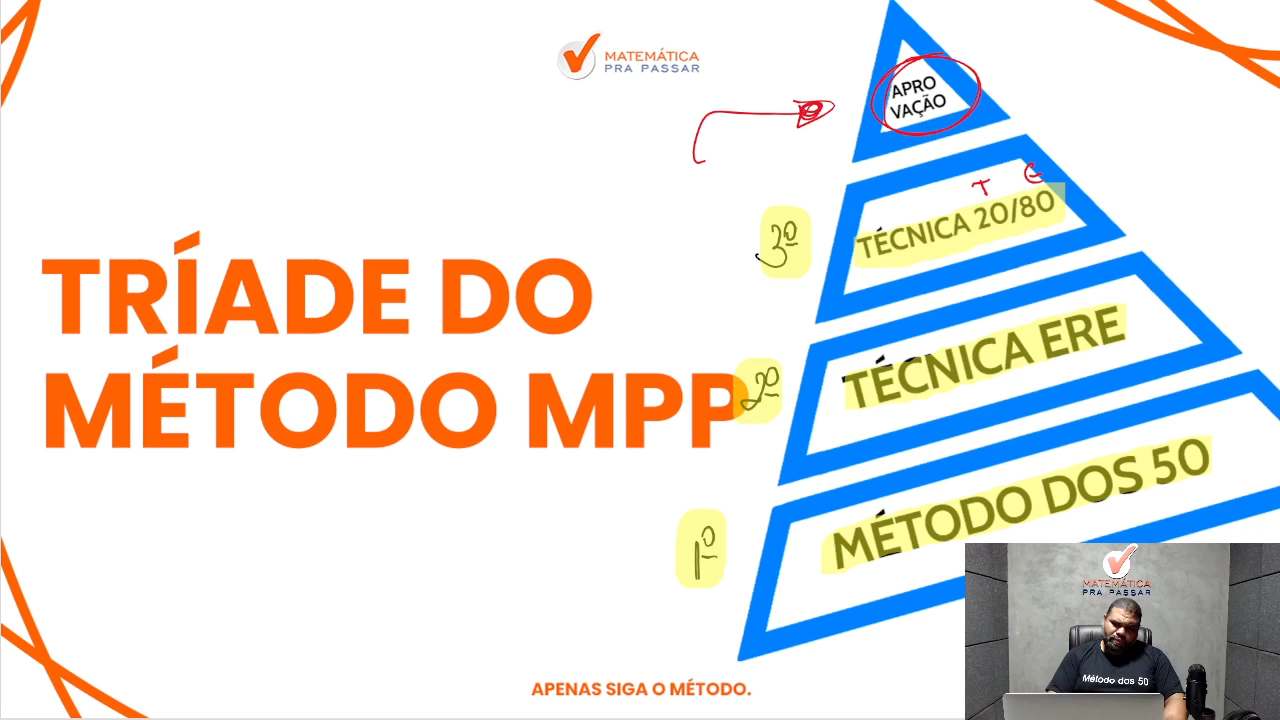 MATEMÁTICA
PRA PASSAR
APRO
VAÇÃO
T E
3º
TÉCNICA 20/80
TRÍADE DO
MÉTODO MPP
2º
TÉCNICA ERE
1º
MÉTODO DOS 50
APENAS SIGA O MÉTODO.
MATEMÁTICA
PRA PASSAR
Método dos 50